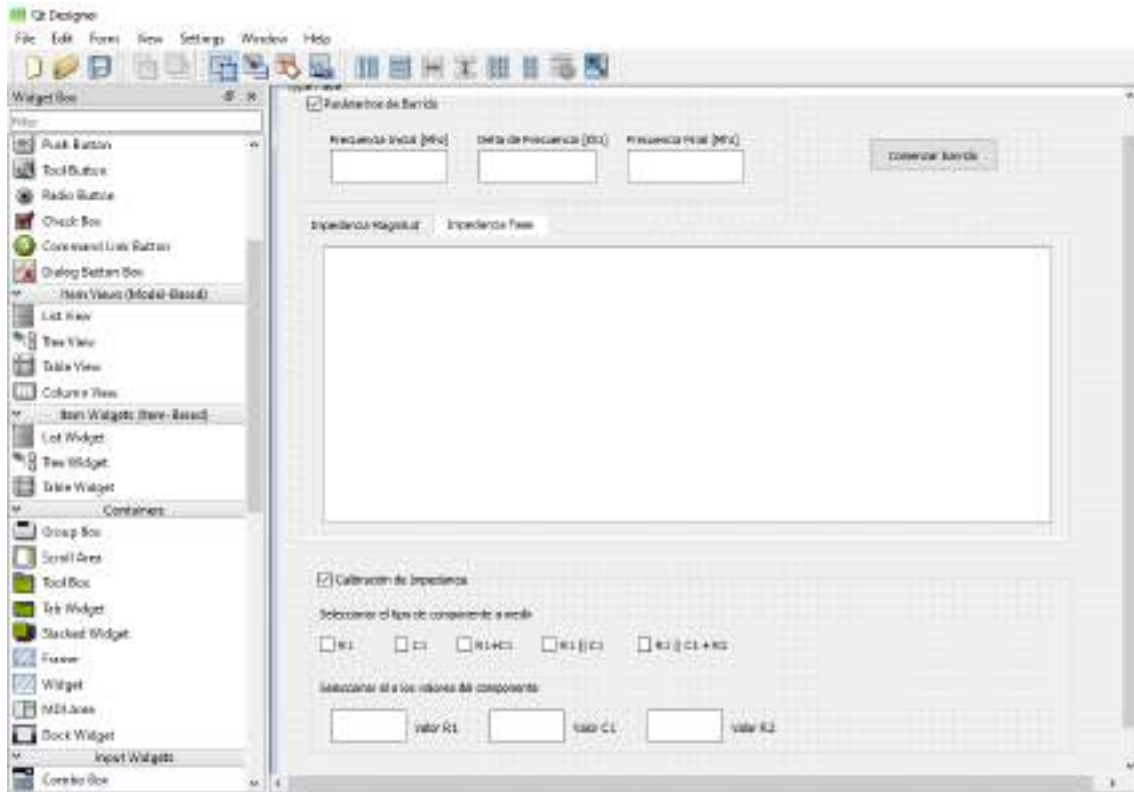 Qt Designer
File Edit Form View Settings Window Help
Widget Box
Filter
Push Button
Tool Button
Radio Button
Check Box
Command Link Button
Dialog Button Box
Item Views (Model-Based)
List View
Tree View
Table View
Column View
Item Widgets (Item-Based)
List Widget
Tree Widget
Table Widget
Containers
Group Box
Scroll Area
Tool Box
Tab Widget
Stacked Widget
Frame
Widget
MDI Area
Dock Widget
Input Widgets
Combo Box
Parámetros de Barrido
Frecuencia Inicial [Mhz] Delta de Frecuencia [Khz] Frecuencia Final [Mhz]
Comenzar Barrido
Impedancia Magnitud Impedancia Fase
Calibración de Impedancia
Seleccionar el tipo de componente a medir
R1 C1 R1+C1 R1 || C1 R1 || C1 + R2
Seleccionar el o los valores del componente
Valor R1 Valor C1 Valor R2